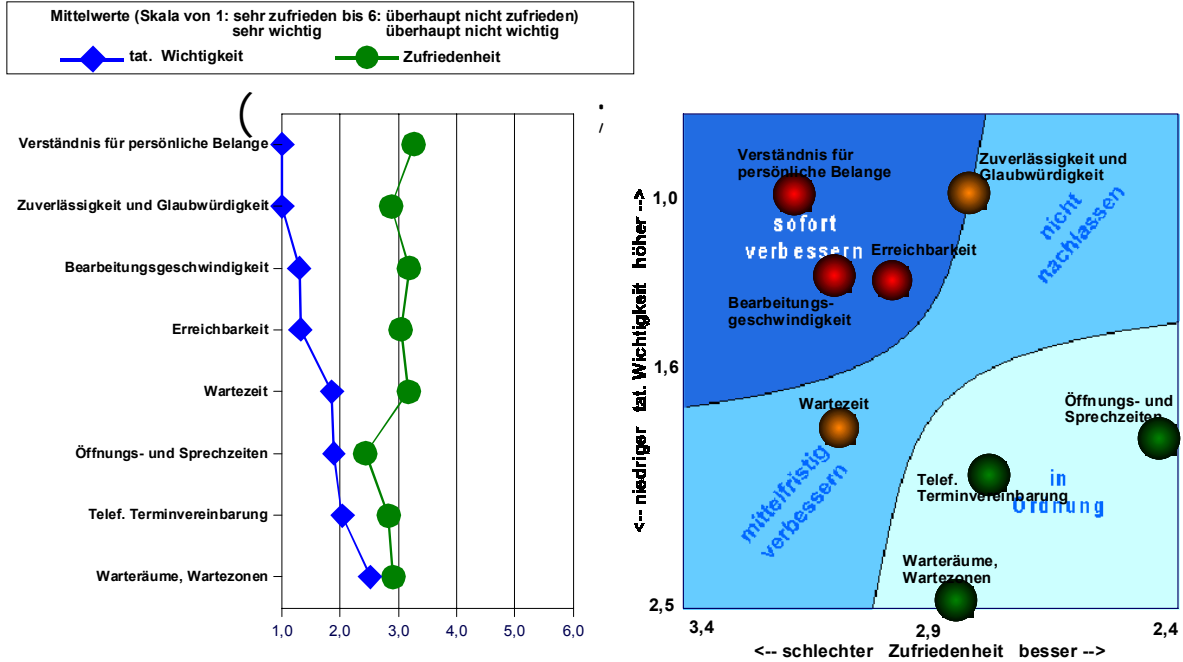 Mittelwerte (Skala von 1: sehr zufrieden bis 6: überhaupt nicht zufrieden)
sehr wichtig überhaupt nicht wichtig
tat. Wichtigkeit Zufriedenheit
(
Verständnis für persönliche Belange
Zuverlässigkeit und Glaubwürdigkeit
Bearbeitungsgeschwindigkeit
Erreichbarkeit
Wartezeit
Öffnungs- und Sprechzeiten
Telef. Terminvereinbarung
Warteräume, Wartezonen
1,0 2,0 3,0 4,0 5,0 6,0
<-- niedriger tat. Wichtigkeit höher -->
1,0
1,6
2,5
Verständnis für
persönliche Belange
Zuverlässigkeit und
Glaubwürdigkeit
sofort
verbessern
nicht
nachlassen
Erreichbarkeit
Bearbeitungs-
geschwindigkeit
Wartezeit
Öffnungs- und
Sprechzeiten
mittelfristig
verbessern
Telef.
Terminvereinbarung
in
Ordnung
Warteräume,
Wartezonen
3,4 2,9 2,4
<-- schlechter Zufriedenheit besser -->